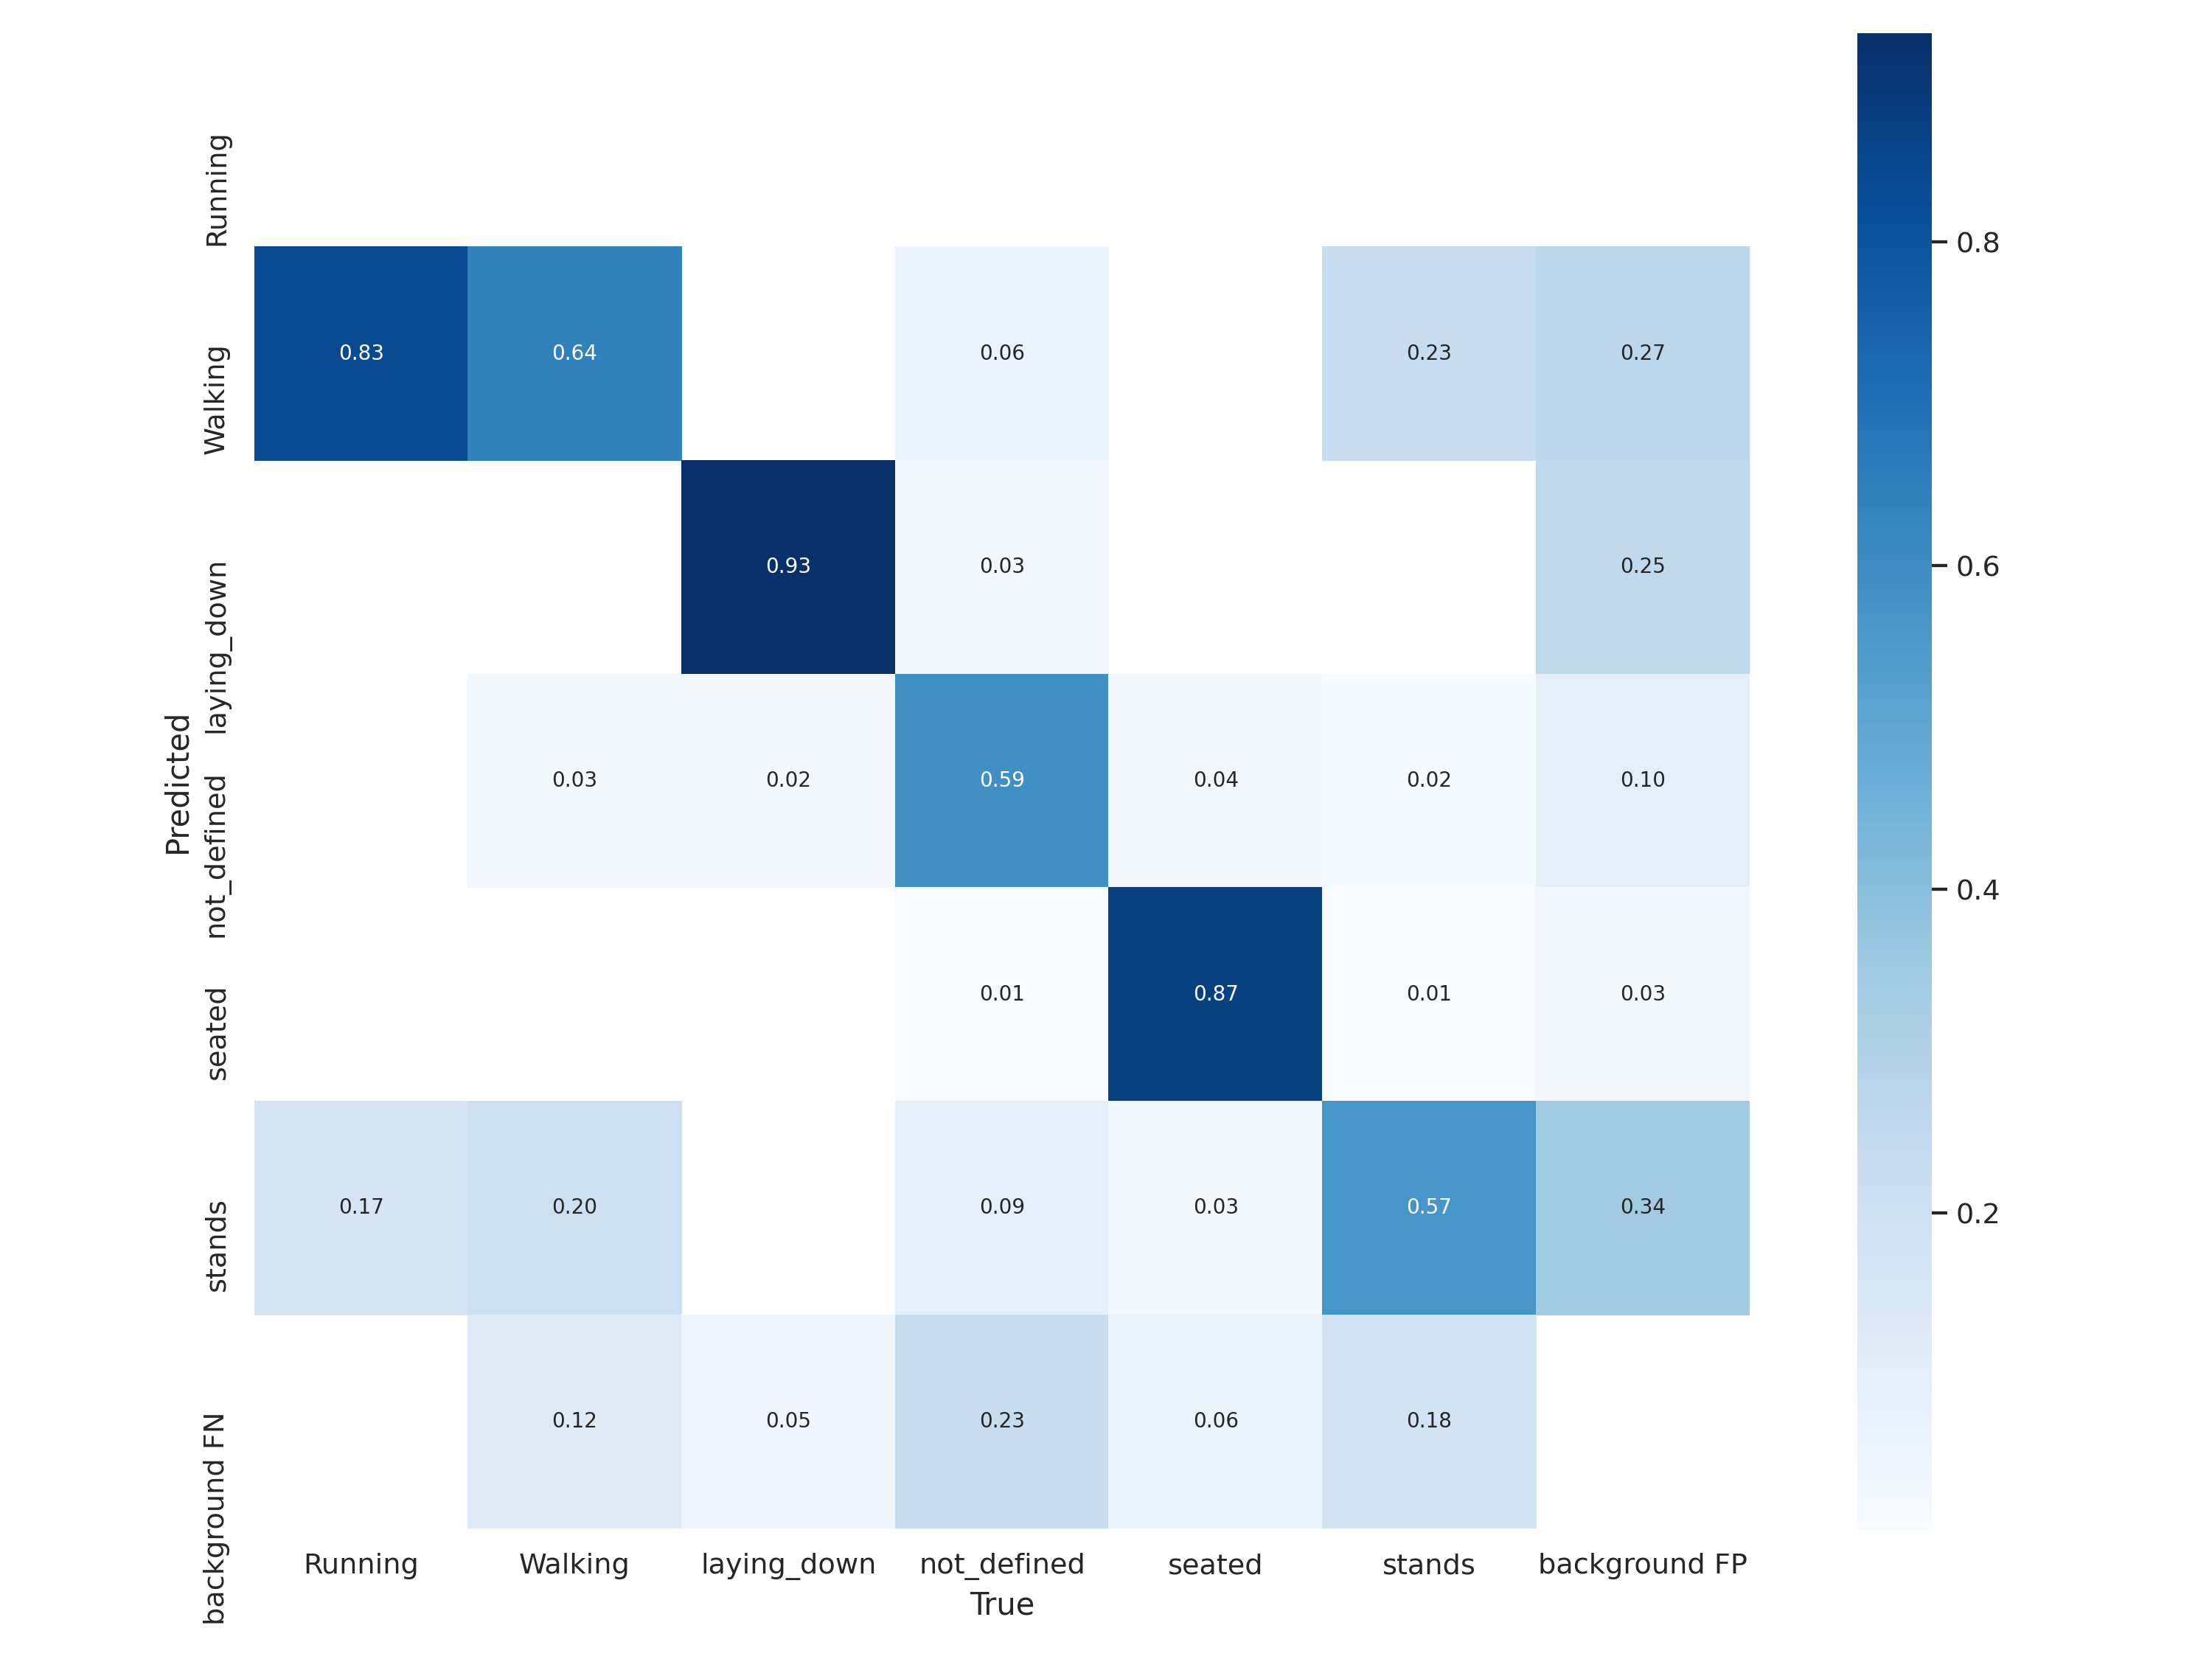 Running
Walking
laying_down
not_defined
seated
stands
background FN
Predicted
0.83 0.64 0.06 0.23 0.27
0.93 0.03 0.25
0.03 0.02 0.59 0.04 0.02 0.10
0.01 0.87 0.01 0.03
0.17 0.20 0.09 0.03 0.57 0.34
0.12 0.05 0.23 0.06 0.18
Running Walking laying_down not_defined seated stands background FP
True
0.8
0.6
0.4
0.2